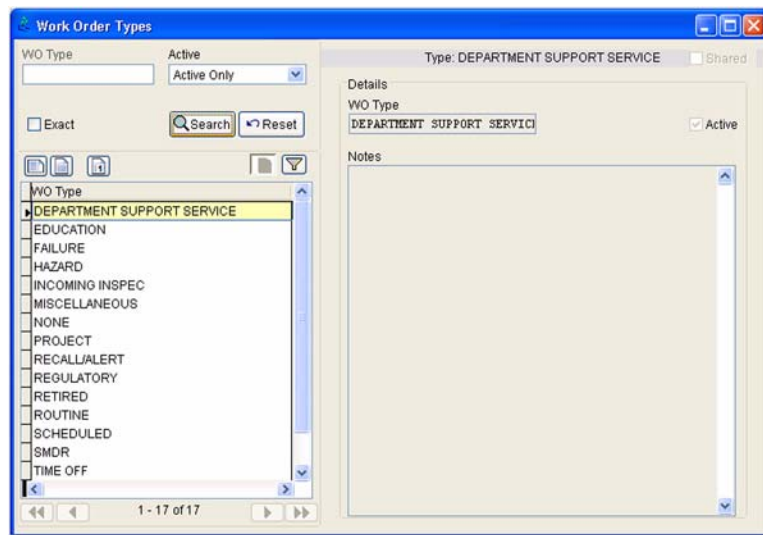 Work Order Types
WO Type
Active
Active Only
Exact
Search
Reset
WO Type
DEPARTMENT SUPPORT SERVICE
EDUCATION
FAILURE
HAZARD
INCOMING INSPEC
MISCELLANEOUS
NONE
PROJECT
RECALL/ALERT
REGULATORY
RETIRED
ROUTINE
SCHEDULED
SMDR
TIME OFF
1 - 17 of 17
Type: DEPARTMENT SUPPORT SERVICE
Shared
Details
WO Type
DEPARTMENT SUPPORT SERVIC
Active
Notes